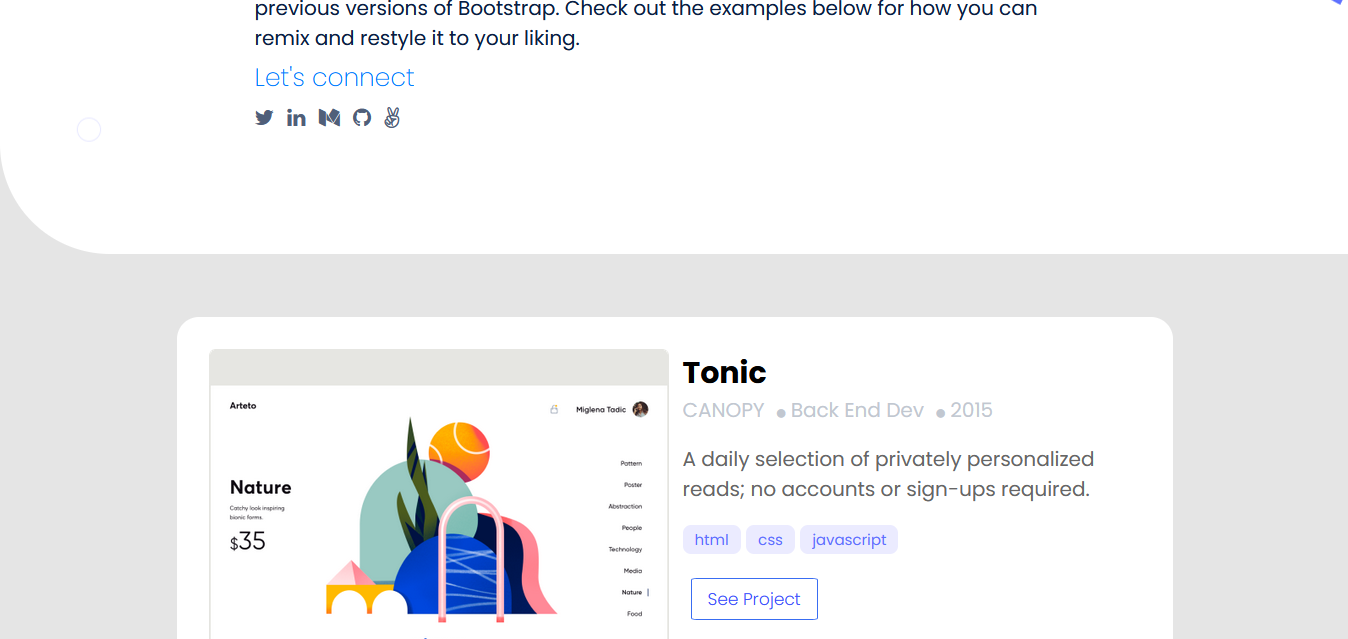 previous versions of Bootstrap. Check out the examples below for how you can
remix and restyle it to your liking.
Let's connect
Arteto
Miglena Tadic
Nature
Catchy look inspiring
bionic forms.
$35
Pattern
Poster
Abstraction
People
Technology
Media
Nature
Food
Tonic
CANOPY ● Back End Dev ● 2015
A daily selection of privately personalized
reads; no accounts or sign-ups required.
html css javascript
See Project